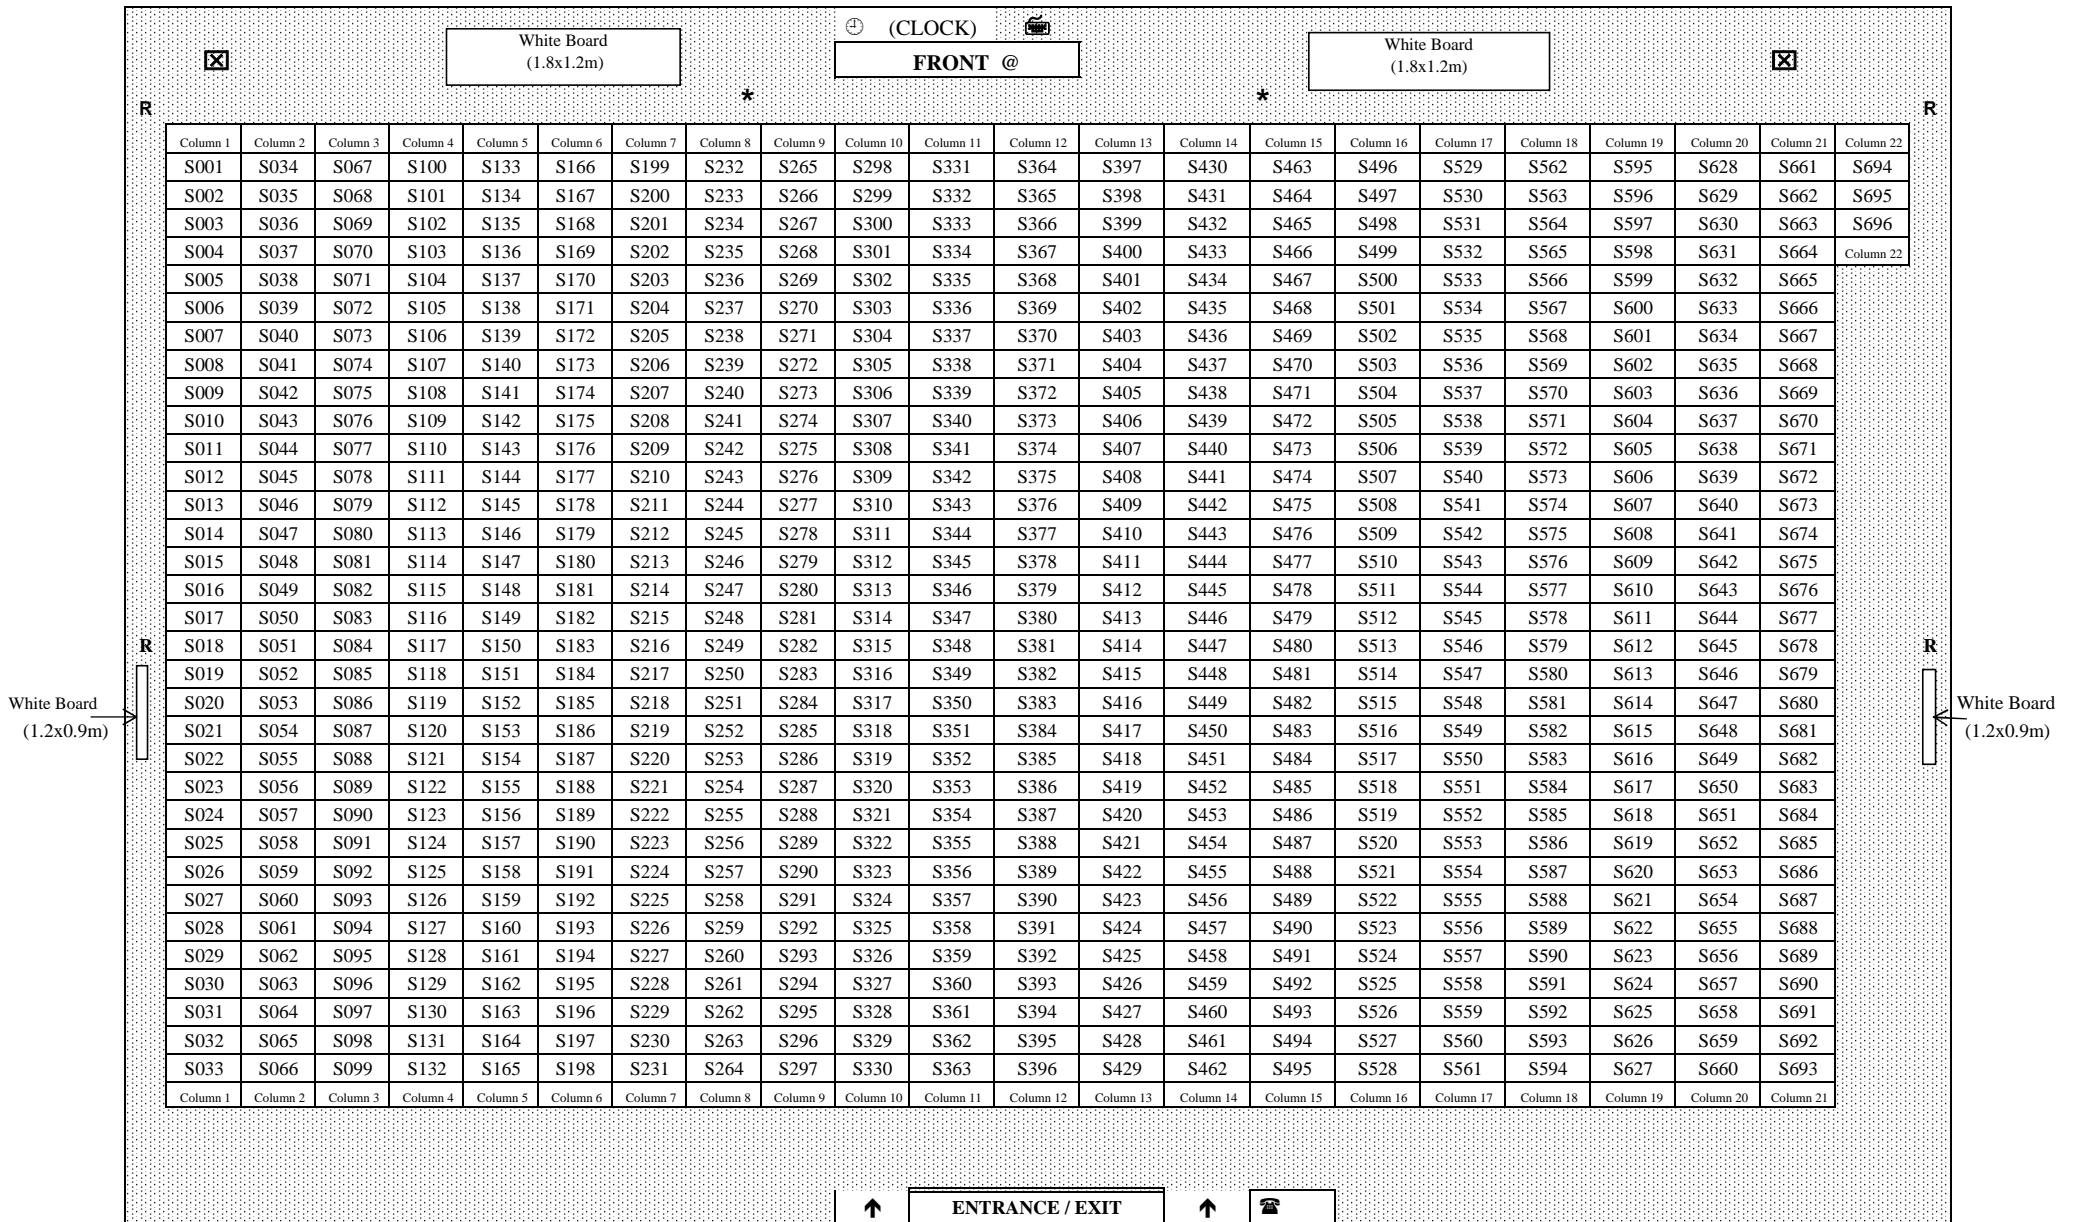 (CLOCK)
White Board
(1.8x1.2m)
FRONT @
White Board
(1.8x1.2m)
* *
R R
Column 1 Column 2 Column 3 Column 4 Column 5 Column 6 Column 7 Column 8 Column 9 Column 10 Column 11 Column 12 Column 13 Column 14 Column 15 Column 16 Column 17 Column 18 Column 19 Column 20 Column 21 Column 22
S001 S034 S067 S100 S133 S166 S199 S232 S265 S298 S331 S364 S397 S430 S463 S496 S529 S562 S595 S628 S661 S694
S002 S035 S068 S101 S134 S167 S200 S233 S266 S299 S332 S365 S398 S431 S464 S497 S530 S563 S596 S629 S662 S695
S003 S036 S069 S102 S135 S168 S201 S234 S267 S300 S333 S366 S399 S432 S465 S498 S531 S564 S597 S630 S663 S696
S004 S037 S070 S103 S136 S169 S202 S235 S268 S301 S334 S367 S400 S433 S466 S499 S532 S565 S598 S631 S664 Column 22
S005 S038 S071 S104 S137 S170 S203 S236 S269 S302 S335 S368 S401 S434 S467 S500 S533 S566 S599 S632 S665
S006 S039 S072 S105 S138 S171 S204 S237 S270 S303 S336 S369 S402 S435 S468 S501 S534 S567 S600 S633 S666
S007 S040 S073 S106 S139 S172 S205 S238 S271 S304 S337 S370 S403 S436 S469 S502 S535 S568 S601 S634 S667
S008 S041 S074 S107 S140 S173 S206 S239 S272 S305 S338 S371 S404 S437 S470 S503 S536 S569 S602 S635 S668
S009 S042 S075 S108 S141 S174 S207 S240 S273 S306 S339 S372 S405 S438 S471 S504 S537 S570 S603 S636 S669
S010 S043 S076 S109 S142 S175 S208 S241 S274 S307 S340 S373 S406 S439 S472 S505 S538 S571 S604 S637 S670
S011 S044 S077 S110 S143 S176 S209 S242 S275 S308 S341 S374 S407 S440 S473 S506 S539 S572 S605 S638 S671
S012 S045 S078 S111 S144 S177 S210 S243 S276 S309 S342 S375 S408 S441 S474 S507 S540 S573 S606 S639 S672
S013 S046 S079 S112 S145 S178 S211 S244 S277 S310 S343 S376 S409 S442 S475 S508 S541 S574 S607 S640 S673
S014 S047 S080 S113 S146 S179 S212 S245 S278 S311 S344 S377 S410 S443 S476 S509 S542 S575 S608 S641 S674
S015 S048 S081 S114 S147 S180 S213 S246 S279 S312 S345 S378 S411 S444 S477 S510 S543 S576 S609 S642 S675
S016 S049 S082 S115 S148 S181 S214 S247 S280 S313 S346 S379 S412 S445 S478 S511 S544 S577 S610 S643 S676
S017 S050 S083 S116 S149 S182 S215 S248 S281 S314 S347 S380 S413 S446 S479 S512 S545 S578 S611 S644 S677
R S018 S051 S084 S117 S150 S183 S216 S249 S282 S315 S348 S381 S414 S447 S480 S513 S546 S579 S612 S645 S678 R
S019 S052 S085 S118 S151 S184 S217 S250 S283 S316 S349 S382 S415 S448 S481 S514 S547 S580 S613 S646 S679
White Board S020 S053 S086 S119 S152 S185 S218 S251 S284 S317 S350 S383 S416 S449 S482 S515 S548 S581 S614 S647 S680 White Board
(1.2x0.9m) S021 S054 S087 S120 S153 S186 S219 S252 S285 S318 S351 S384 S417 S450 S483 S516 S549 S582 S615 S648 S681 (1.2x0.9m)
S022 S055 S088 S121 S154 S187 S220 S253 S286 S319 S352 S385 S418 S451 S484 S517 S550 S583 S616 S649 S682
S023 S056 S089 S122 S155 S188 S221 S254 S287 S320 S353 S386 S419 S452 S485 S518 S551 S584 S617 S650 S683
S024 S057 S090 S123 S156 S189 S222 S255 S288 S321 S354 S387 S420 S453 S486 S519 S552 S585 S618 S651 S684
S025 S058 S091 S124 S157 S190 S223 S256 S289 S322 S355 S388 S421 S454 S487 S520 S553 S586 S619 S652 S685
S026 S059 S092 S125 S158 S191 S224 S257 S290 S323 S356 S389 S422 S455 S488 S521 S554 S587 S620 S653 S686
S027 S060 S093 S126 S159 S192 S225 S258 S291 S324 S357 S390 S423 S456 S489 S522 S555 S588 S621 S654 S687
S028 S061 S094 S127 S160 S193 S226 S259 S292 S325 S358 S391 S424 S457 S490 S523 S556 S589 S622 S655 S688
S029 S062 S095 S128 S161 S194 S227 S260 S293 S326 S359 S392 S425 S458 S491 S524 S557 S590 S623 S656 S689
S030 S063 S096 S129 S162 S195 S228 S261 S294 S327 S360 S393 S426 S459 S492 S525 S558 S591 S624 S657 S690
S031 S064 S097 S130 S163 S196 S229 S262 S295 S328 S361 S394 S427 S460 S493 S526 S559 S592 S625 S658 S691
S032 S065 S098 S131 S164 S197 S230 S263 S296 S329 S362 S395 S428 S461 S494 S527 S560 S593 S626 S659 S692
S033 S066 S099 S132 S165 S198 S231 S264 S297 S330 S363 S396 S429 S462 S495 S528 S561 S594 S627 S660 S693
Column 1 Column 2 Column 3 Column 4 Column 5 Column 6 Column 7 Column 8 Column 9 Column 10 Column 11 Column 12 Column 13 Column 14 Column 15 Column 16 Column 17 Column 18 Column 19 Column 20 Column 21
ENTRANCE / EXIT